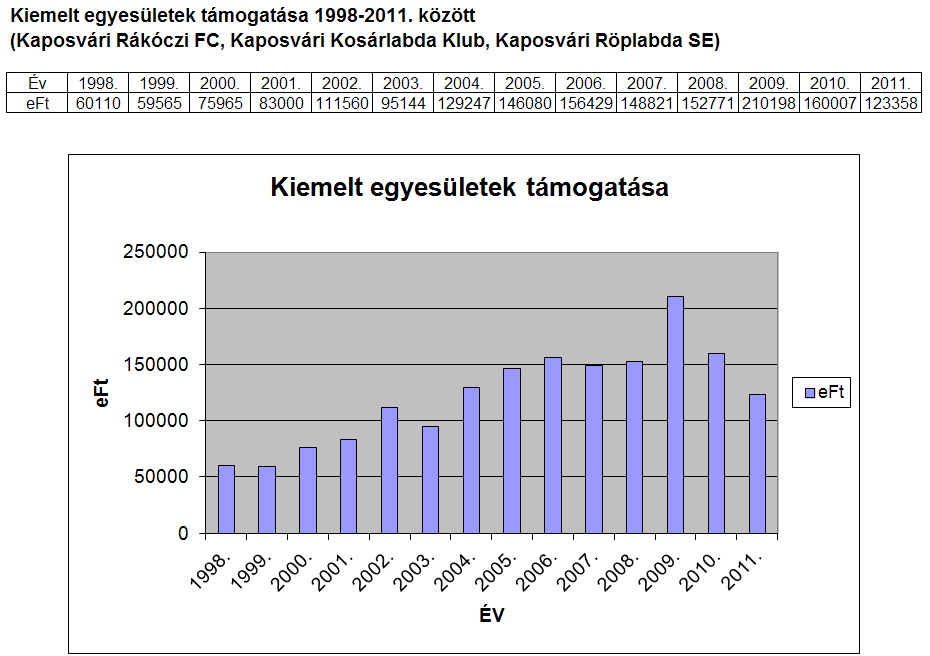 Kiemelt egyesületek támogatása 1998-2011. között
(Kaposvári Rákóczi FC, Kaposvári Kosárlabda Klub, Kaposvári Röplabda SE)
Év 1998. 1999. 2000. 2001. 2002. 2003. 2004. 2005. 2006. 2007. 2008. 2009. 2010. 2011.
eFt 60110 59565 75965 83000 111560 95144 129247 146080 156429 148821 152771 210198 160007 123358
Kiemelt egyesületek támogatása
250000
200000
150000
100000
50000
0
eFt
eFt
1998. 1999. 2000. 2001. 2002. 2003. 2004. 2005. 2006. 2007. 2008. 2009. 2010. 2011.
ÉV